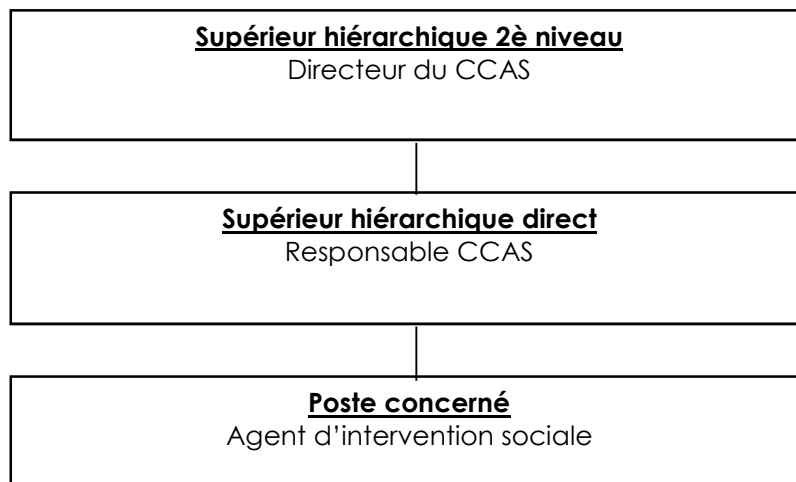 Supérieur hiérarchique 2è niveau
Directeur du CCAS
Supérieur hiérarchique direct
Responsable CCAS
Poste concerné
Agent d'intervention sociale